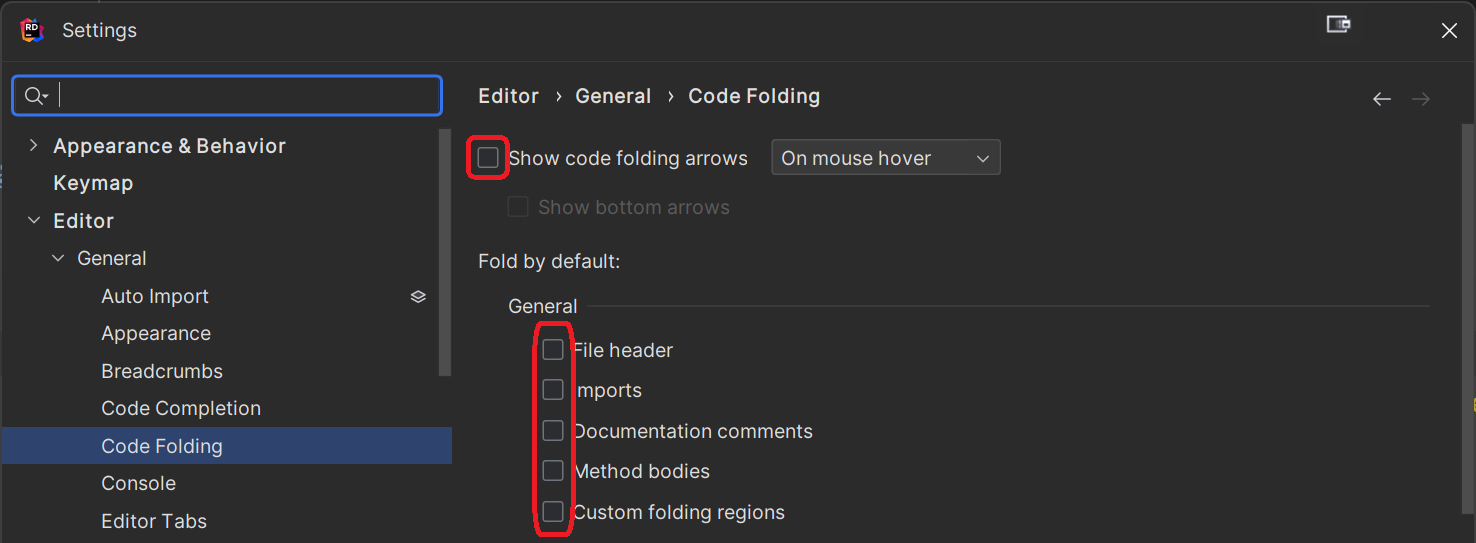 RD
Settings
Editor › General › Code Folding
Appearance & Behavior
Keymap
Editor
General
Auto Import
Appearance
Breadcrumbs
Code Completion
Code Folding
Console
Editor Tabs
Show code folding arrows On mouse hover
Show bottom arrows
Fold by default:
General
File header
Imports
Documentation comments
Method bodies
Custom folding regions